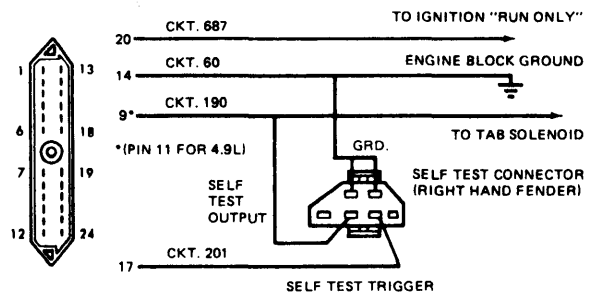 TO IGNITION "RUN ONLY"
20 CKT. 687
1 13
ENGINE BLOCK GROUND
14 CKT. 60
9* CKT. 190
6 18
TO TAB SOLENOID
*(PIN 11 FOR 4.9L)
GRD.
7 19
SELF TEST CONNECTOR
(RIGHT HAND FENDER)
SELF
TEST
OUTPUT
12 24
17 CKT. 201
SELF TEST TRIGGER